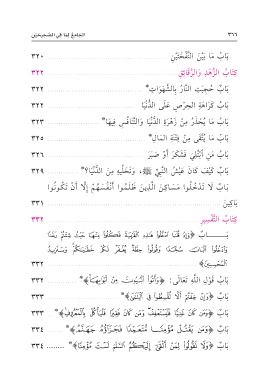 ٣٦٦ الجامع لما في الصحيحين
بَابُ مَا بَيْنَ النَّفْخَتَيْنِ ٣٢٠
كِتَابُ الزُّهْدِ وَالرَّقَائِقِ ٣٢٢
بَابُ حُجِبَتِ النَّارُ بِالشَّهَوَاتِ* ٣٢٢
بَابُ كَرَاهَةِ الحِرْصِ عَلَى الدُّنْيَا ٣٢٢
بَابُ مَا يُحْذَرُ مِنْ زَهْرَةِ الدُّنْيَا وَالتَّنَافُسِ فِيهَا* ٣٢٣
بَابُ مَا يُتَّقَى مِنْ فِتْنَةِ المَالِ* ٣٢٥
بَابُ مَنِ ابْتُلِيَ فَشَكَرَ أَوْ صَبَرَ ٣٢٦
بَابُ كَيْفَ كَانَ عَيْشُ النَّبِيِّ ﷺ، وَتَخَلِّيهِ مِنَ الدُّنْيَا؟* ٣٢٩
بَابُ لَا تَدْخُلُوا مَسَاكِنَ الَّذِينَ ظَلَمُوا أَنْفُسَهُمْ إِلَّا أَنْ تَكُونُوا
بَاكِينَ ٣٣١
كِتَابُ التَّفْسِيرِ ٣٣٢
بَابُ ﴿وَإِذْ قُلْنَا ادْخُلُوا هَذِهِ الْقَرْيَةَ فَكُلُوا مِنْهَا حَيْثُ شِئْتُمْ رَغَدًا
وَادْخُلُوا الْبَابَ سُجَّدًا وَقُولُوا حِطَّةٌ نَغْفِرْ لَكُمْ خَطَايَاكُمْ وَسَنَزِيدُ
الْمُحْسِنِينَ﴾ ٣٣٢
بَابُ قَوْلِ اللَّهِ تَعَالَى: ﴿وَأْتُوا الْبُيُوتَ مِنْ أَبْوَابِهَا﴾* ٣٣٢
بَابُ ﴿وَإِنْ خِفْتُمْ أَلَّا تُقْسِطُوا فِي الْيَتَامَى﴾* ٣٣٣
بَابُ ﴿وَمَنْ كَانَ غَنِيًّا فَلْيَسْتَعْفِفْ وَمَنْ كَانَ فَقِيرًا فَلْيَأْكُلْ بِالْمَعْرُوفِ﴾* ٣٣٣
بَابُ ﴿وَمَنْ يَقْتُلْ مُؤْمِنًا مُتَعَمِّدًا فَجَزَاؤُهُ جَهَنَّمُ﴾* ٣٣٤
بَابُ ﴿وَلَا تَقُولُوا لِمَنْ أَلْقَى إِلَيْكُمُ السَّلَامَ لَسْتَ مُؤْمِنًا﴾* ٣٣٤